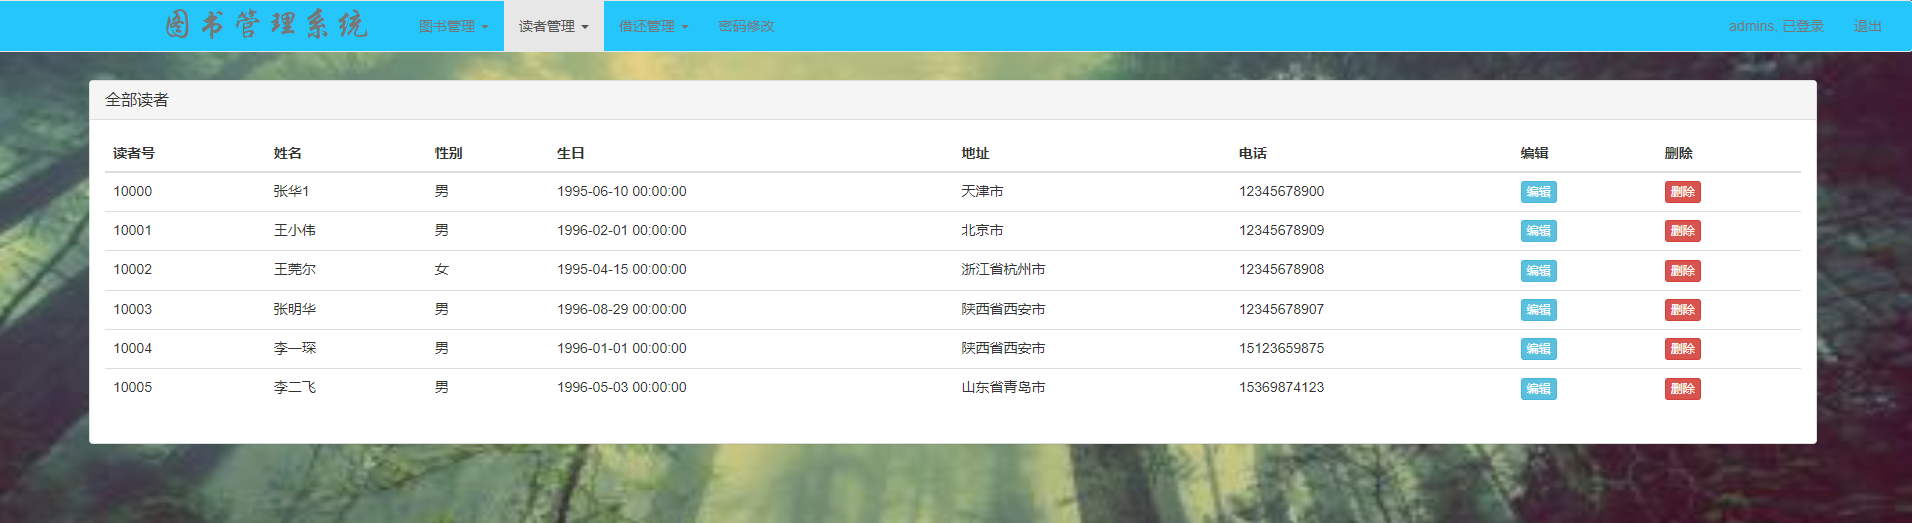 图书管理系统 图书管理 读者管理 借还管理 密码修改 admins, 已登录 退出
全部读者
读者号 姓名 性别 生日 地址 电话 编辑 删除
10000 张华1 男 1995-06-10 00:00:00 天津市 12345678900 编辑 删除
10001 王小伟 男 1996-02-01 00:00:00 北京市 12345678909 编辑 删除
10002 王莞尔 女 1995-04-15 00:00:00 浙江省杭州市 12345678908 编辑 删除
10003 张明华 男 1996-08-29 00:00:00 陕西省西安市 12345678907 编辑 删除
10004 李一琛 男 1996-01-01 00:00:00 陕西省西安市 15123659875 编辑 删除
10005 李二飞 男 1996-05-03 00:00:00 山东省青岛市 15369874123 编辑 删除